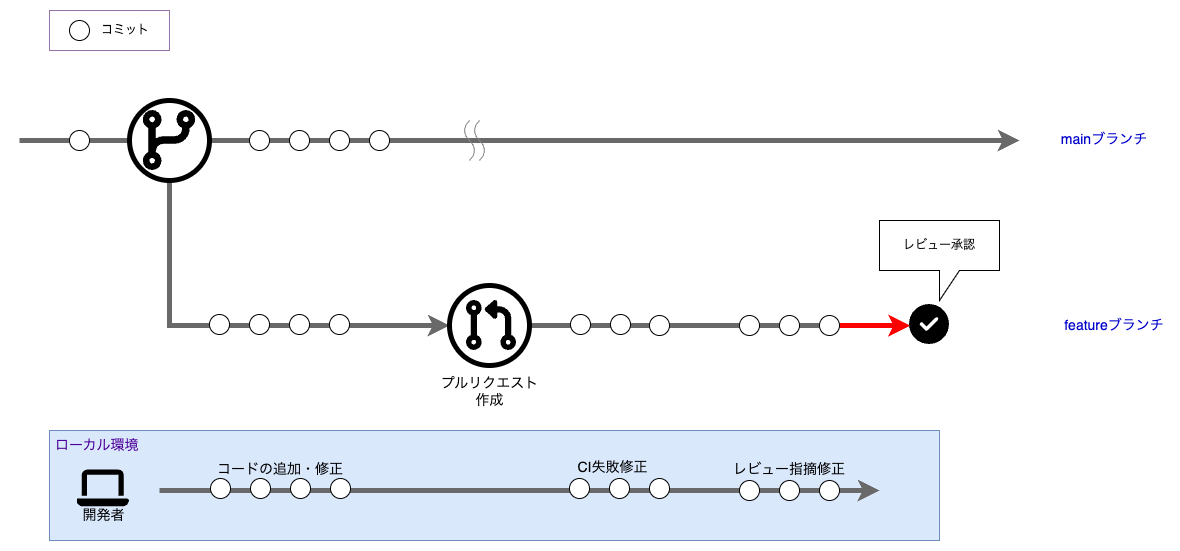 コミット
mainブランチ
レビュー承認
featureブランチ
プルリクエスト
作成
ローカル環境
コードの追加・修正
CI失敗修正
レビュー指摘修正
開発者